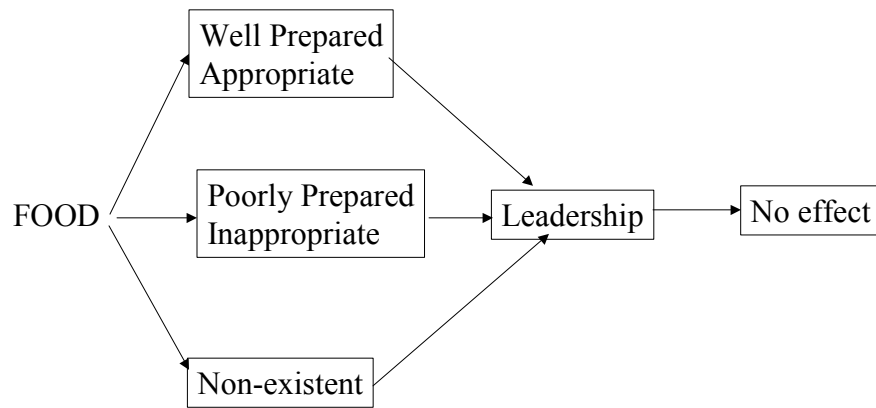 Well Prepared
Appropriate
FOOD
Poorly Prepared
Inappropriate
Leadership
No effect
Non-existent